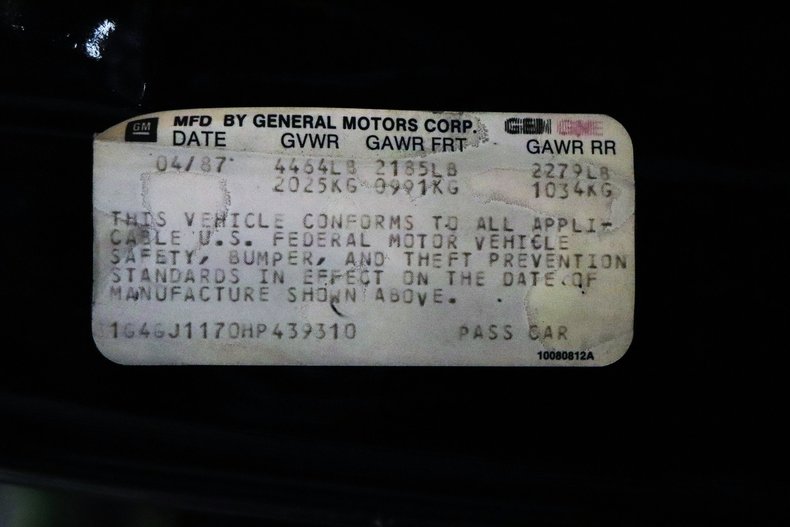 GM MFD BY GENERAL MOTORS CORP.
DATE GVWR GAWR FRT GAWR RR
04/87 4464LB 2185LB 2279LB
2025KG 0991KG 1034KG
THIS VEHICLE CONFORMS TO ALL APPLI-
CABLE U.S. FEDERAL MOTOR VEHICLE
SAFETY, BUMPER, AND THEFT PREVENTION
STANDARDS IN EFFECT ON THE DATE OF
MANUFACTURE SHOWN ABOVE.
1G4GJ1170HP439310 PASS CAR
10080812A